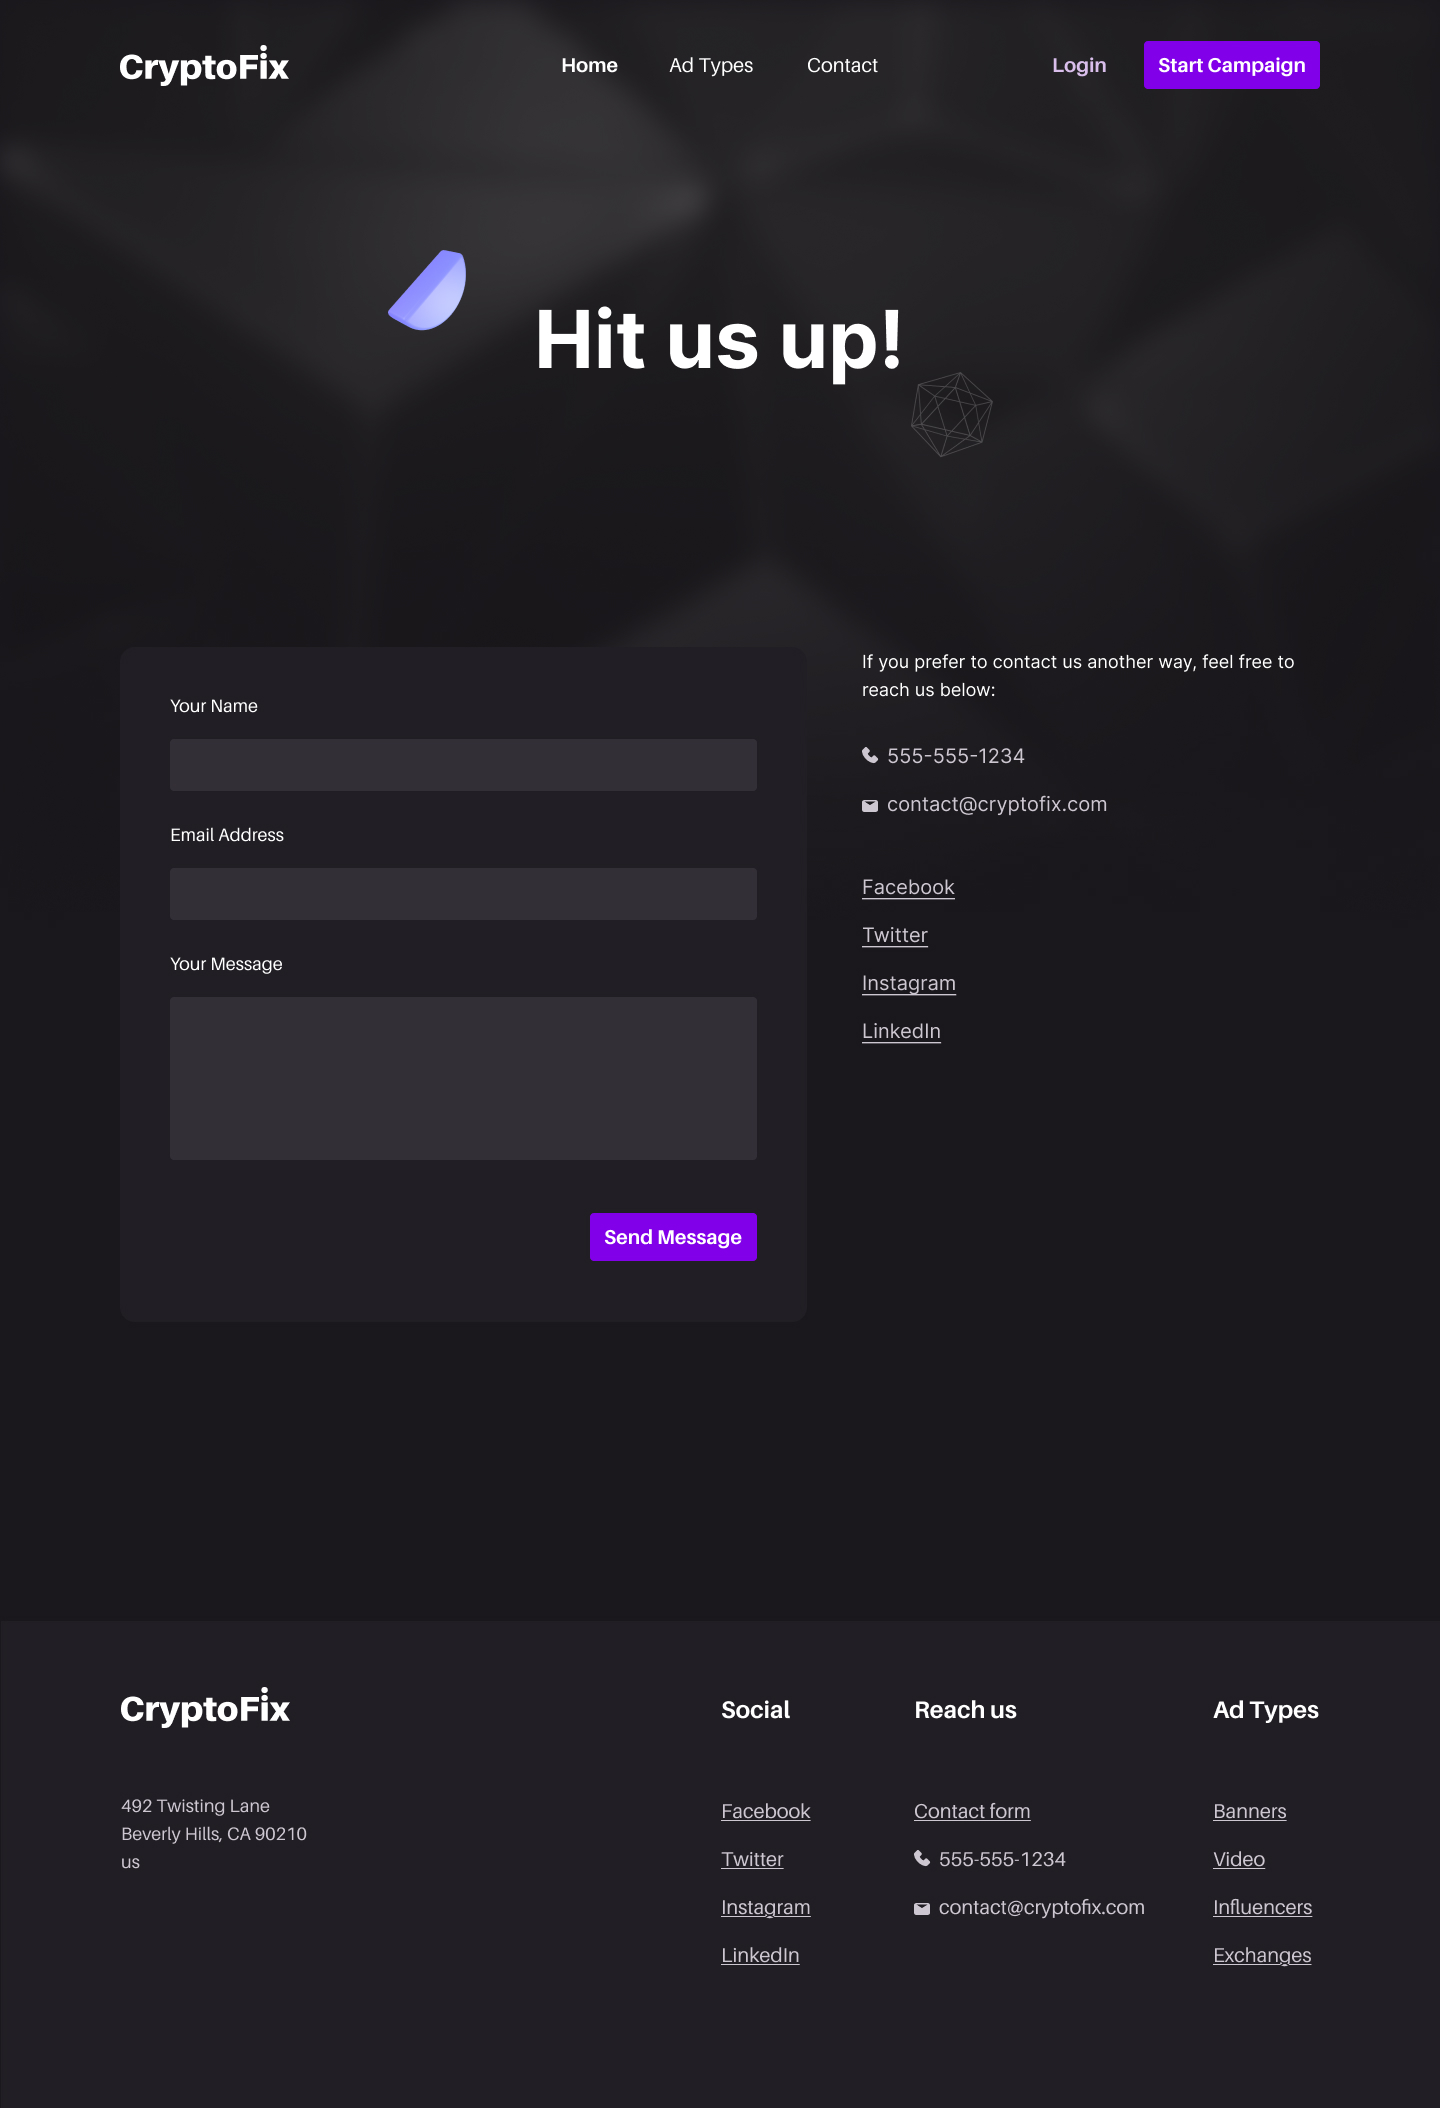 CryptoFix
Home
Ad Types
Contact
Login
Start Campaign
Hit us up!
Your Name
Email Address
Your Message
Send Message
If you prefer to contact us another way, feel free to
reach us below:
555-555-1234
contact@cryptofix.com
Facebook
Twitter
Instagram
LinkedIn
CryptoFix
492 Twisting Lane
Beverly Hills, CA 90210
us
Social
Facebook
Twitter
Instagram
LinkedIn
Reach us
Contact form
555-555-1234
contact@cryptofix.com
Ad Types
Banners
Video
Influencers
Exchanges